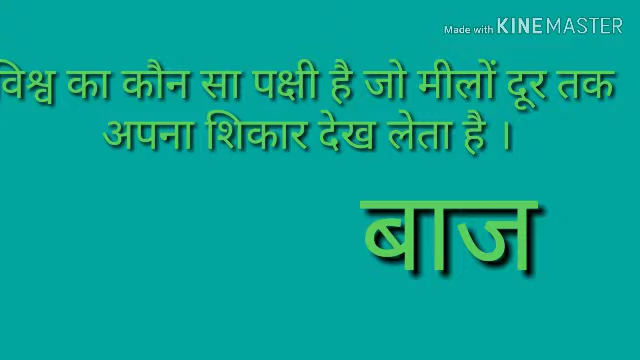 Made with KINEMASTER
विश्व का कौन सा पक्षी है जो मीलों दूर तक
अपना शिकार देख लेता है ।
बाज